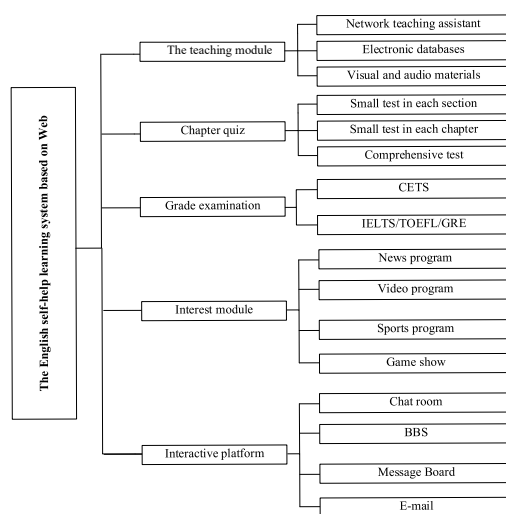 The English self-help learning system based on Web
The teaching module
Network teaching assistant
Electronic databases
Visual and audio materials
Chapter quiz
Small test in each section
Small test in each chapter
Comprehensive test
Grade examination
CETS
IELTS/TOEFL/GRE
Interest module
News program
Video program
Sports program
Game show
Interactive platform
Chat room
BBS
Message Board
E-mail